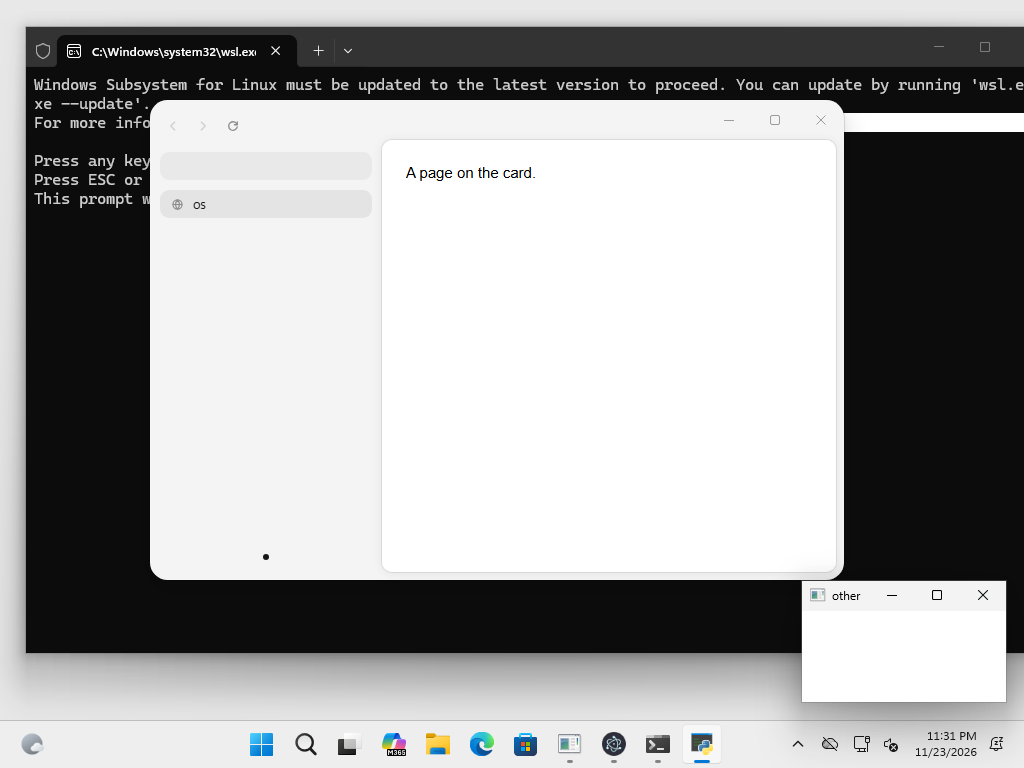 C:\Windows\system32\wsl.exe
Windows Subsystem for Linux must be updated to the latest version to proceed. You can update by running 'wsl.e
xe --update'.
For more info
Press any key
Press ESC or
This prompt w
os
A page on the card.
other
M365
11:31 PM
11/23/2026